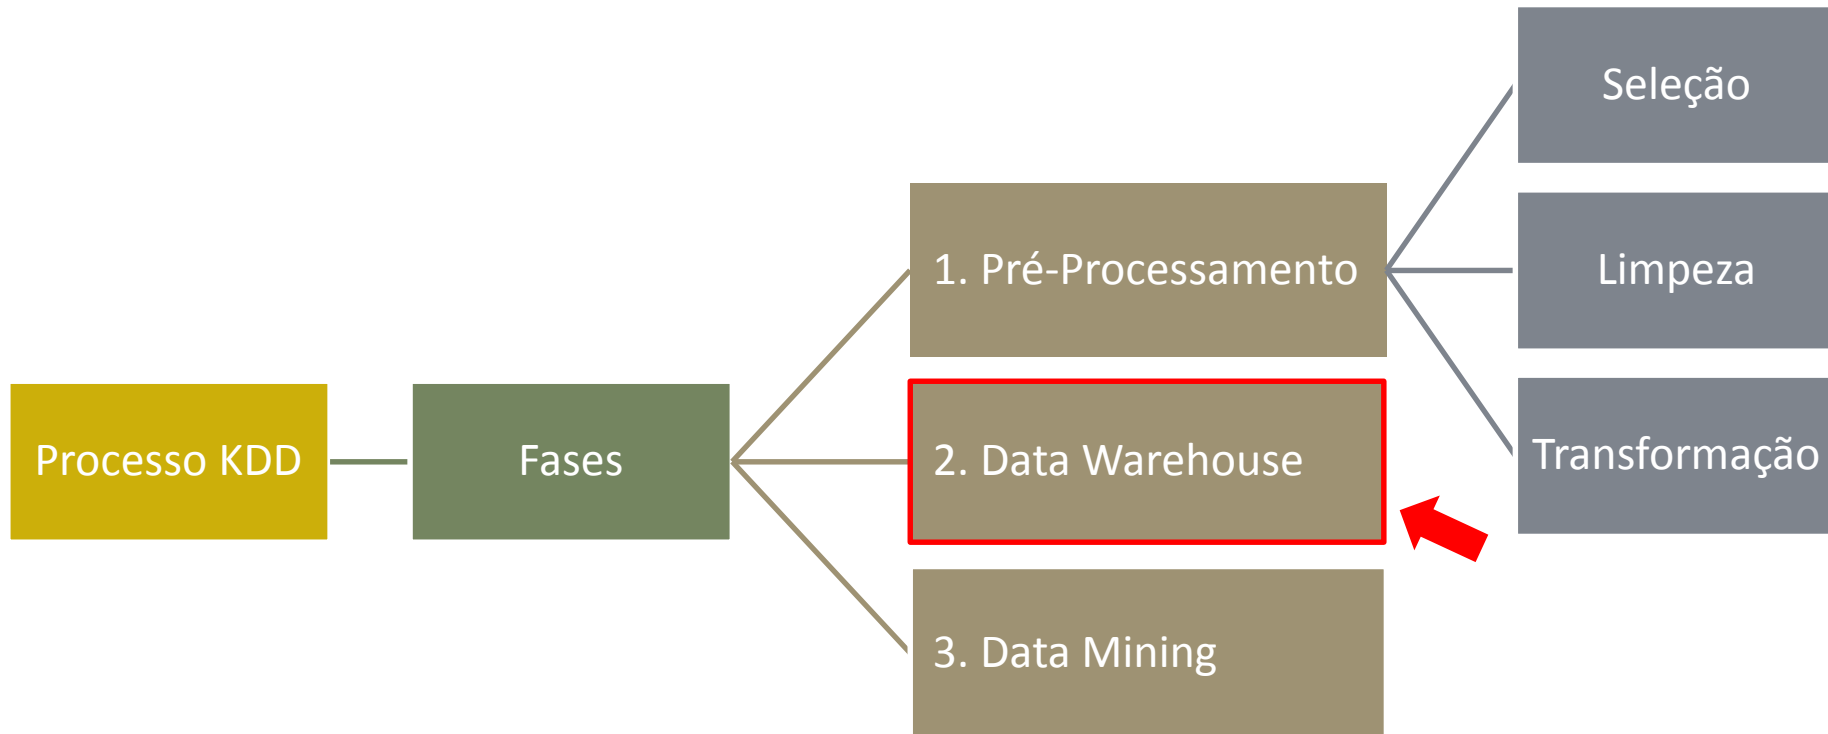 Processo KDD
Fases
1. Pré-Processamento
2. Data Warehouse
3. Data Mining
Seleção
Limpeza
Transformação